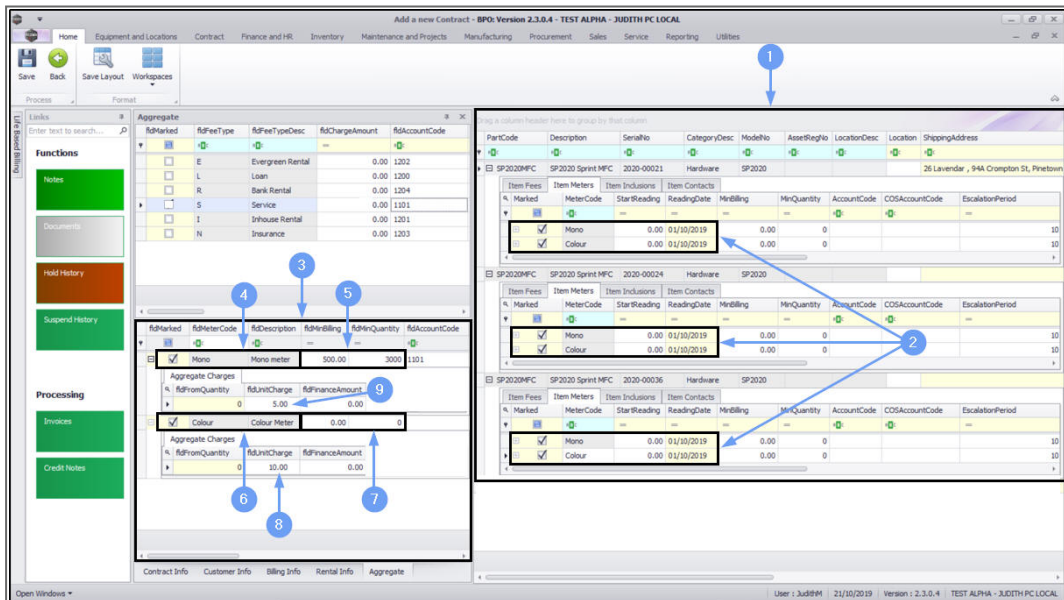 Add a new Contract - BPO: Version 2.3.0.4 - TEST ALPHA - JUDITH PC LOCAL
Home Equipment and Locations Contract Finance and HR Inventory Maintenance and Projects Manufacturing Procurement Sales Service Reporting Utilities
Save Back Save Layout Workspaces
Process Format
1
Life Based Billing
Links
Enter text to search...
Functions
Notes
Documents
Hold History
Suspend History
Processing
Invoices
Credit Notes
Aggregate
fldMarked fldFeeType fldFeeTypeDesc fldChargeAmount fldAccountCode
=
E Evergreen Rental 0.00 1202
L Loan 0.00 1200
R Bank Rental 0.00 1204
S Service 0.00 1101
I Inhouse Rental 0.00 1201
N Insurance 0.00 1203
3
4 5
fldMarked fldMeterCode fldDescription fldMinBilling fldMinQuantity fldAccountCode
= =
Mono Mono meter 500.00 3000 1101
Aggregate Charges
fldFromQuantity fldUnitCharge fldFinanceAmount
0 5.00 0.00
9
Colour Colour Meter 0.00 0
Aggregate Charges
fldFromQuantity fldUnitCharge fldFinanceAmount
0 10.00 0.00
6 8 7
Contract Info Customer Info Billing Info Rental Info Aggregate
Drag a column header here to group by that column
PartCode Description SerialNo CategoryDesc ModelNo AssetRegNo LocationDesc Location ShippingAddress
SP2020MFC SP2020 Sprint MFC 2020-00021 Hardware SP2020 26 Lavendar , 94A Crompton St, Pinetown
Item Fees Item Meters Item Inclusions Item Contacts
Marked MeterCode StartReading ReadingDate MinBilling MinQuantity AccountCode COSAccountCode EscalationPeriod
= = = = =
Mono 0.00 01/10/2019 0.00 0 10
Colour 0.00 01/10/2019 0.00 0 10
SP2020MFC SP2020 Sprint MFC 2020-00024 Hardware SP2020
Item Fees Item Meters Item Inclusions Item Contacts
Marked MeterCode StartReading ReadingDate MinBilling MinQuantity AccountCode COSAccountCode EscalationPeriod
= = = = =
Mono 0.00 01/10/2019 0.00 0 10
Colour 0.00 01/10/2019 0.00 0 10
2
SP2020MFC SP2020 Sprint MFC 2020-00036 Hardware SP2020
Item Fees Item Meters Item Inclusions Item Contacts
Marked MeterCode StartReading ReadingDate MinBilling MinQuantity AccountCode COSAccountCode EscalationPeriod
= = = = =
Mono 0.00 01/10/2019 0.00 0 10
Colour 0.00 01/10/2019 0.00 0 10
Open Windows User : JudithM 21/10/2019 Version : 2.3.0.4 TEST ALPHA - JUDITH PC LOCAL